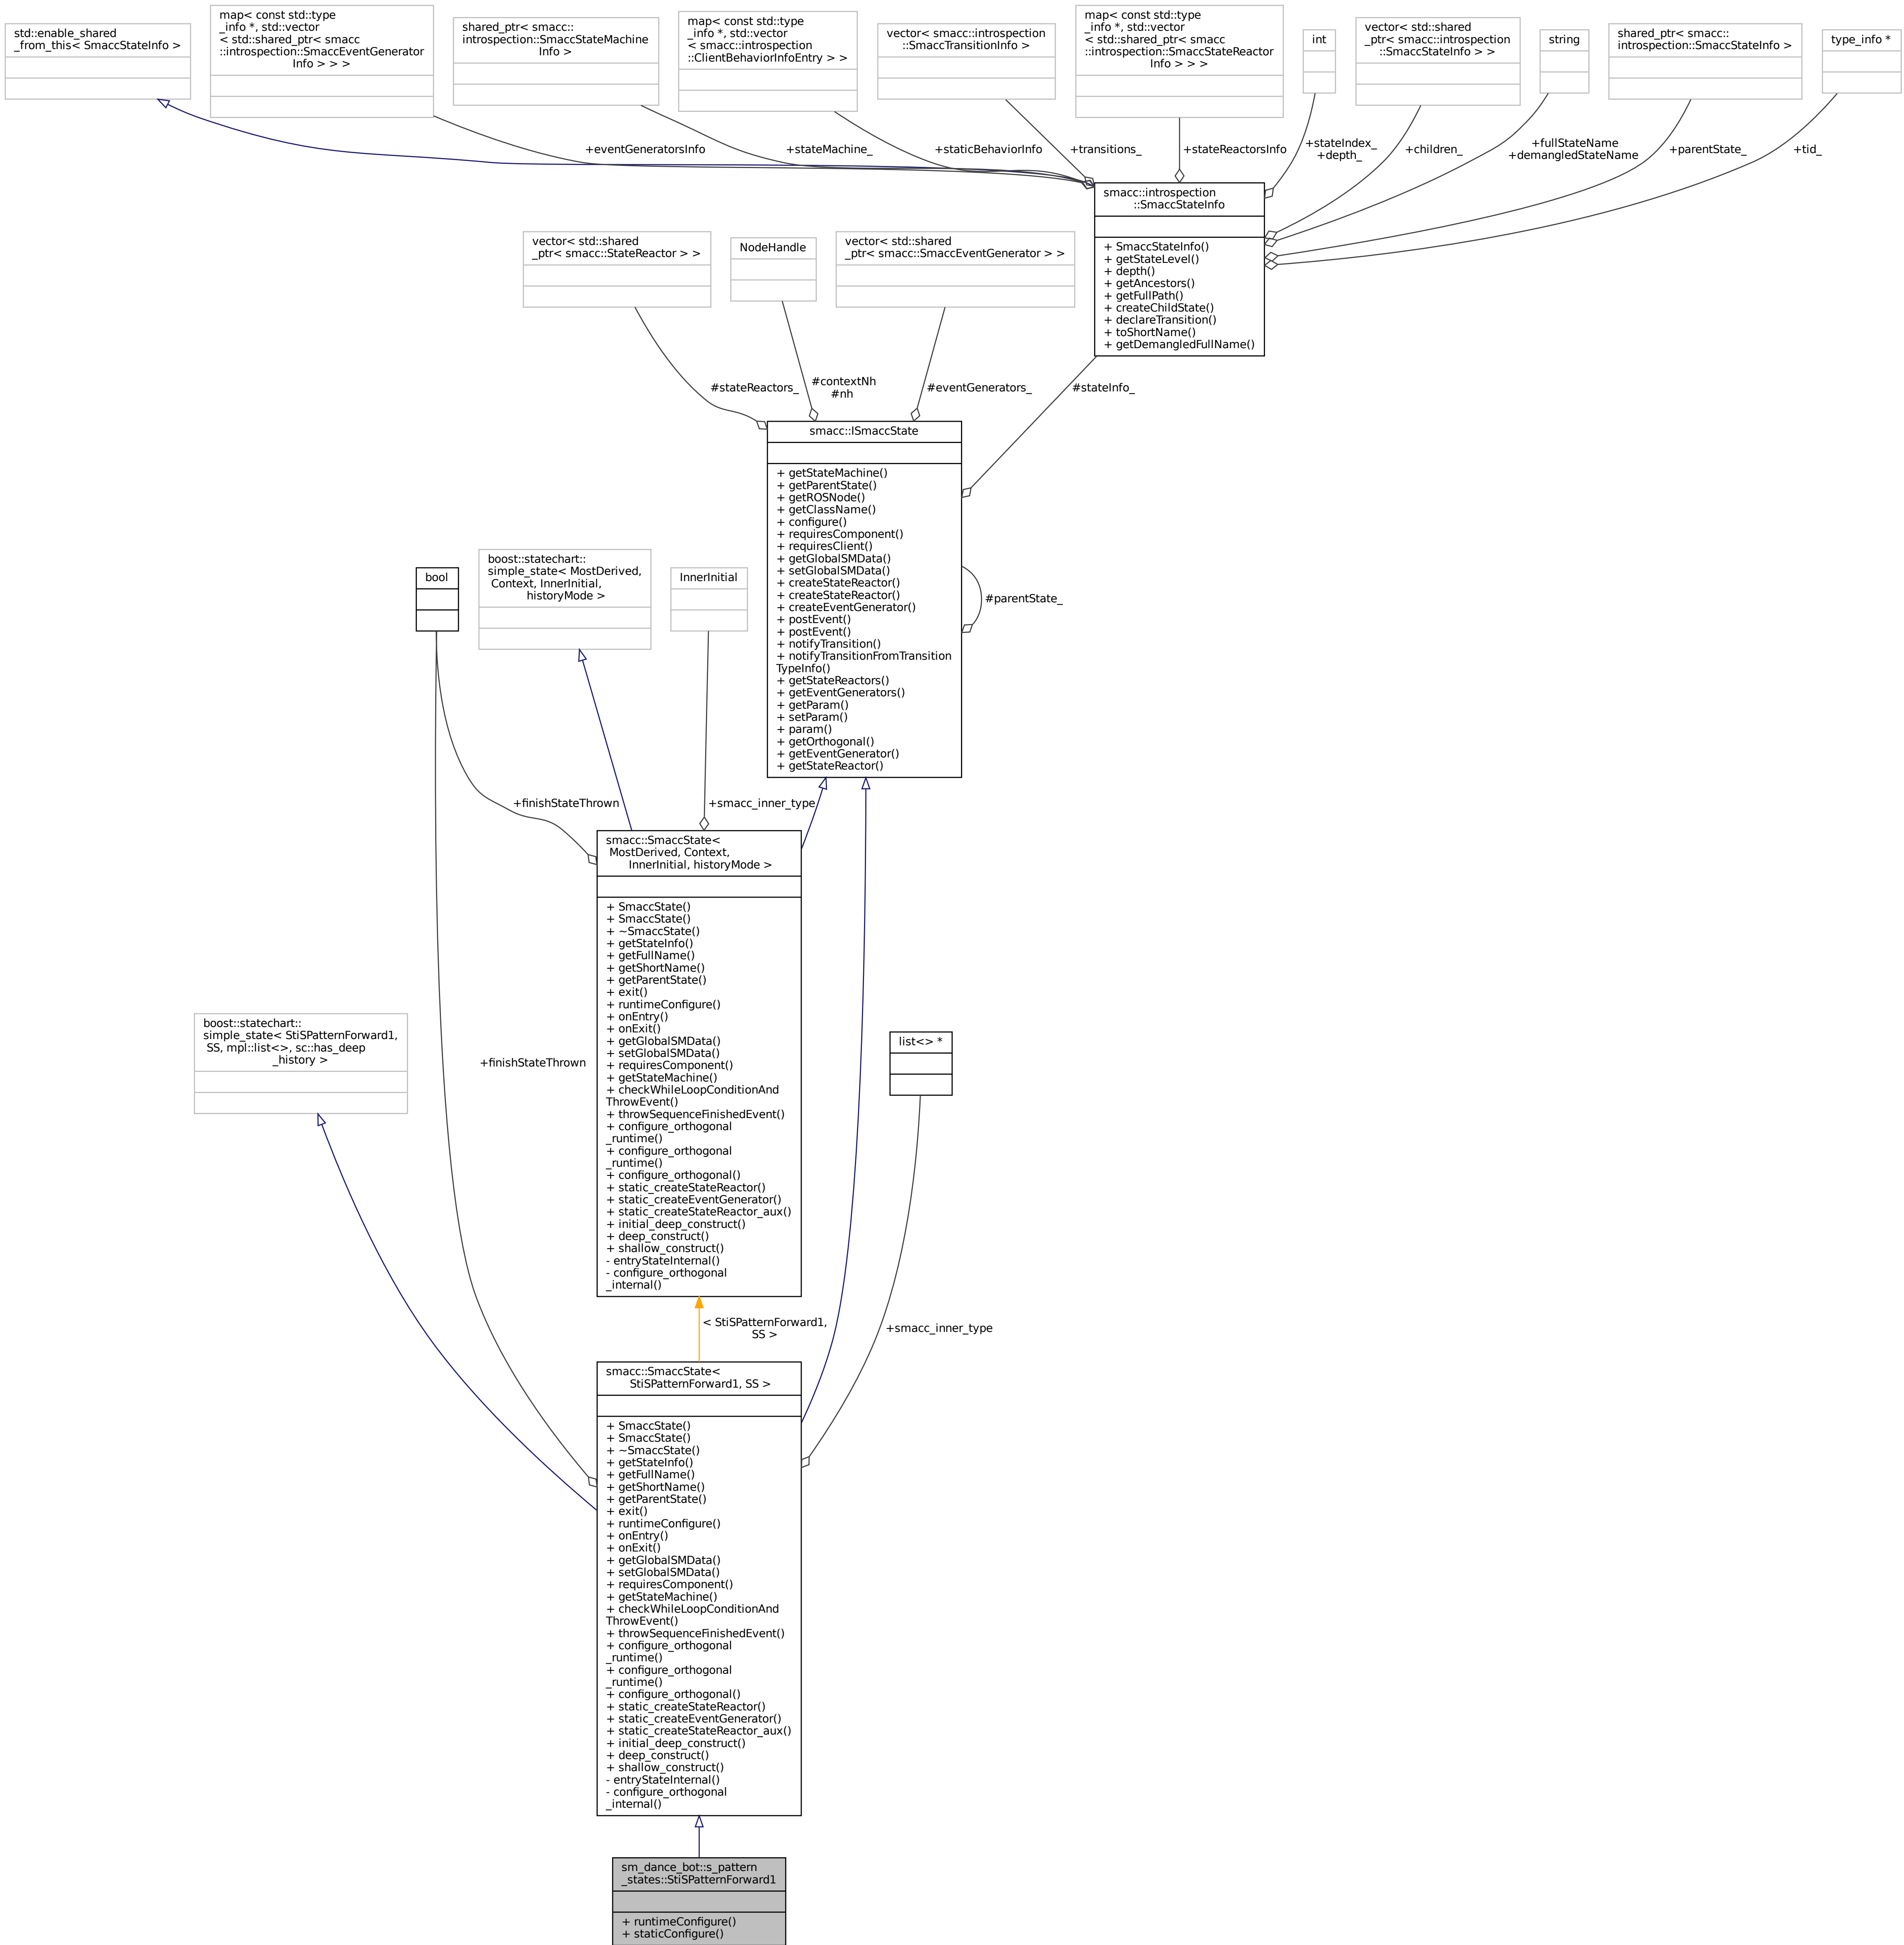 std::enable_shared
_from_this< SmaccStateInfo >
map< const std::type
_info *, std::vector
< std::shared_ptr< smacc
::introspection::SmaccEventGenerator
Info > > >
shared_ptr< smacc::
introspection::SmaccStateMachine
Info >
map< const std::type
_info *, std::vector
< smacc::introspection
::ClientBehaviorInfoEntry > >
vector< smacc::introspection
::SmaccTransitionInfo >
map< const std::type
_info *, std::vector
< std::shared_ptr< smacc
::introspection::SmaccStateReactor
Info > > >
int
vector< std::shared
_ptr< smacc::introspection
::SmaccStateInfo > >
string
shared_ptr< smacc::
introspection::SmaccStateInfo >
type_info *
+eventGeneratorsInfo
+stateMachine_
+staticBehaviorInfo
+transitions_
+stateReactorsInfo
+stateIndex_
+depth_
+children_
+fullStateName
+demangledStateName
+parentState_
+tid_
smacc::introspection
::SmaccStateInfo
+ SmaccStateInfo()
+ getStateLevel()
+ depth()
+ getAncestors()
+ getFullPath()
+ createChildState()
+ declareTransition()
+ toShortName()
+ getDemangledFullName()
vector< std::shared
_ptr< smacc::StateReactor > >
NodeHandle
vector< std::shared
_ptr< smacc::SmaccEventGenerator > >
#stateReactors_
#contextNh
#nh
#eventGenerators_
#stateInfo_
smacc::ISmaccState
+ getStateMachine()
+ getParentState()
+ getROSNode()
+ getClassName()
+ configure()
+ requiresComponent()
+ requiresClient()
+ getGlobalSMData()
+ setGlobalSMData()
+ createStateReactor()
+ createStateReactor()
+ createEventGenerator()
+ postEvent()
+ postEvent()
+ notifyTransition()
+ notifyTransitionFromTransition
TypeInfo()
+ getStateReactors()
+ getEventGenerators()
+ getParam()
+ setParam()
+ param()
+ getOrthogonal()
+ getEventGenerator()
+ getStateReactor()
#parentState_
bool
boost::statechart::
simple_state< MostDerived,
Context, InnerInitial,
historyMode >
InnerInitial
+finishStateThrown
+smacc_inner_type
smacc::SmaccState<
MostDerived, Context,
InnerInitial, historyMode >
+ SmaccState()
+ SmaccState()
+ ~SmaccState()
+ getStateInfo()
+ getFullName()
+ getShortName()
+ getParentState()
+ exit()
+ runtimeConfigure()
+ onEntry()
+ onExit()
+ getGlobalSMData()
+ setGlobalSMData()
+ requiresComponent()
+ getStateMachine()
+ checkWhileLoopConditionAnd
ThrowEvent()
+ throwSequenceFinishedEvent()
+ configure_orthogonal
_runtime()
+ configure_orthogonal
_runtime()
+ configure_orthogonal()
+ static_createStateReactor()
+ static_createEventGenerator()
+ static_createStateReactor_aux()
+ initial_deep_construct()
+ deep_construct()
+ shallow_construct()
- entryStateInternal()
- configure_orthogonal
_internal()
boost::statechart::
simple_state< StiSPatternForward1,
SS, mpl::list<>, sc::has_deep
_history >
+finishStateThrown
list<> *
< StiSPatternForward1,
SS >
+smacc_inner_type
smacc::SmaccState<
StiSPatternForward1, SS >
+ SmaccState()
+ SmaccState()
+ ~SmaccState()
+ getStateInfo()
+ getFullName()
+ getShortName()
+ getParentState()
+ exit()
+ runtimeConfigure()
+ onEntry()
+ onExit()
+ getGlobalSMData()
+ setGlobalSMData()
+ requiresComponent()
+ getStateMachine()
+ checkWhileLoopConditionAnd
ThrowEvent()
+ throwSequenceFinishedEvent()
+ configure_orthogonal
_runtime()
+ configure_orthogonal
_runtime()
+ configure_orthogonal()
+ static_createStateReactor()
+ static_createEventGenerator()
+ static_createStateReactor_aux()
+ initial_deep_construct()
+ deep_construct()
+ shallow_construct()
- entryStateInternal()
- configure_orthogonal
_internal()
sm_dance_bot::s_pattern
_states::StiSPatternForward1
+ runtimeConfigure()
+ staticConfigure()